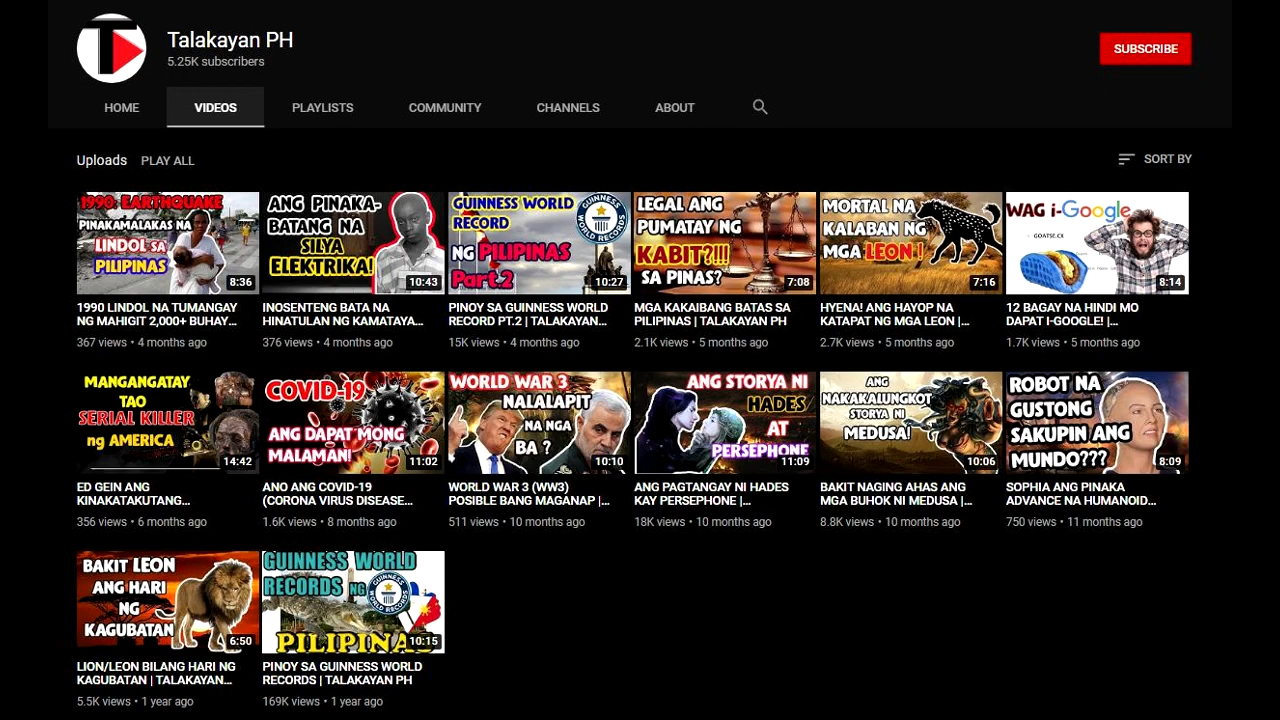 Talakayan PH
5.25K subscribers
SUBSCRIBE
HOME VIDEOS PLAYLISTS COMMUNITY CHANNELS ABOUT
Uploads PLAY ALL
SORT BY
1990: EARTHQUAKE
PINAKAMALAKAS NA
LINDOL SA
PILIPINAS
8:36
1990 LINDOL NA TUMANGAY
NG MAHIGIT 2,000+ BUHAY...
367 views • 4 months ago
ANG PINAKA-
BATANG NA
SILYA
ELEKTRIKA!
10:43
INOSENTENG BATA NA
HINATULAN NG KAMATAYA...
376 views • 4 months ago
GUINNESS WORLD
RECORD
NG PILIPINAS
Part.2
10:27
PINOY SA GUINNESS WORLD
RECORD PT.2 | TALAKAYAN...
15K views • 4 months ago
LEGAL ANG
PUMATAY NG
KABIT?!!!
SA PINAS?
7:08
MGA KAKAIBANG BATAS SA
PILIPINAS | TALAKAYAN PH
2.1K views • 5 months ago
MORTAL NA
KALABAN NG
MGA LEON !
7:16
HYENA! ANG HAYOP NA
KATAPAT NG MGA LEON |...
2.7K views • 5 months ago
WAG i-Google
- GOATSE.CX
8:14
12 BAGAY NA HINDI MO
DAPAT I-GOOGLE! |...
1.7K views • 5 months ago
MANGANGATAY
TAO
SERIAL KILLER
ng AMERICA
14:42
ED GEIN ANG
KINAKATAKUTANG...
356 views • 6 months ago
COVID-19
ANG DAPAT MONG
MALAMAN!
11:02
ANO ANG COVID-19
(CORONA VIRUS DISEASE...
1.6K views • 8 months ago
WORLD WAR 3
NALALAPIT
NA NGA
BA ?
10:10
WORLD WAR 3 (WW3)
POSIBLE BANG MAGANAP |...
511 views • 10 months ago
ANG STORYA NI
HADES
AT
PERSEPHONE
11:09
ANG PAGTANGAY NI HADES
KAY PERSEPHONE |...
18K views • 10 months ago
ANG
NAKAKALUNGKOT
STORYA NI
MEDUSA!
10:06
BAKIT NAGING AHAS ANG
MGA BUHOK NI MEDUSA |...
8.8K views • 10 months ago
ROBOT NA
GUSTONG
SAKUPIN ANG
MUNDO???
8:09
SOPHIA ANG PINAKA
ADVANCE NA HUMANOID...
750 views • 11 months ago
BAKIT LEON
ANG HARI
NG
KAGUBATAN
6:50
LION/LEON BILANG HARI NG
KAGUBATAN | TALAKAYAN...
5.5K views • 1 year ago
GUINNESS WORLD
RECORDS NG
GUINNESS
WORLD
RECORDS
PILIPINA
10:15
PINOY SA GUINNESS WORLD
RECORDS | TALAKAYAN PH
169K views • 1 year ago